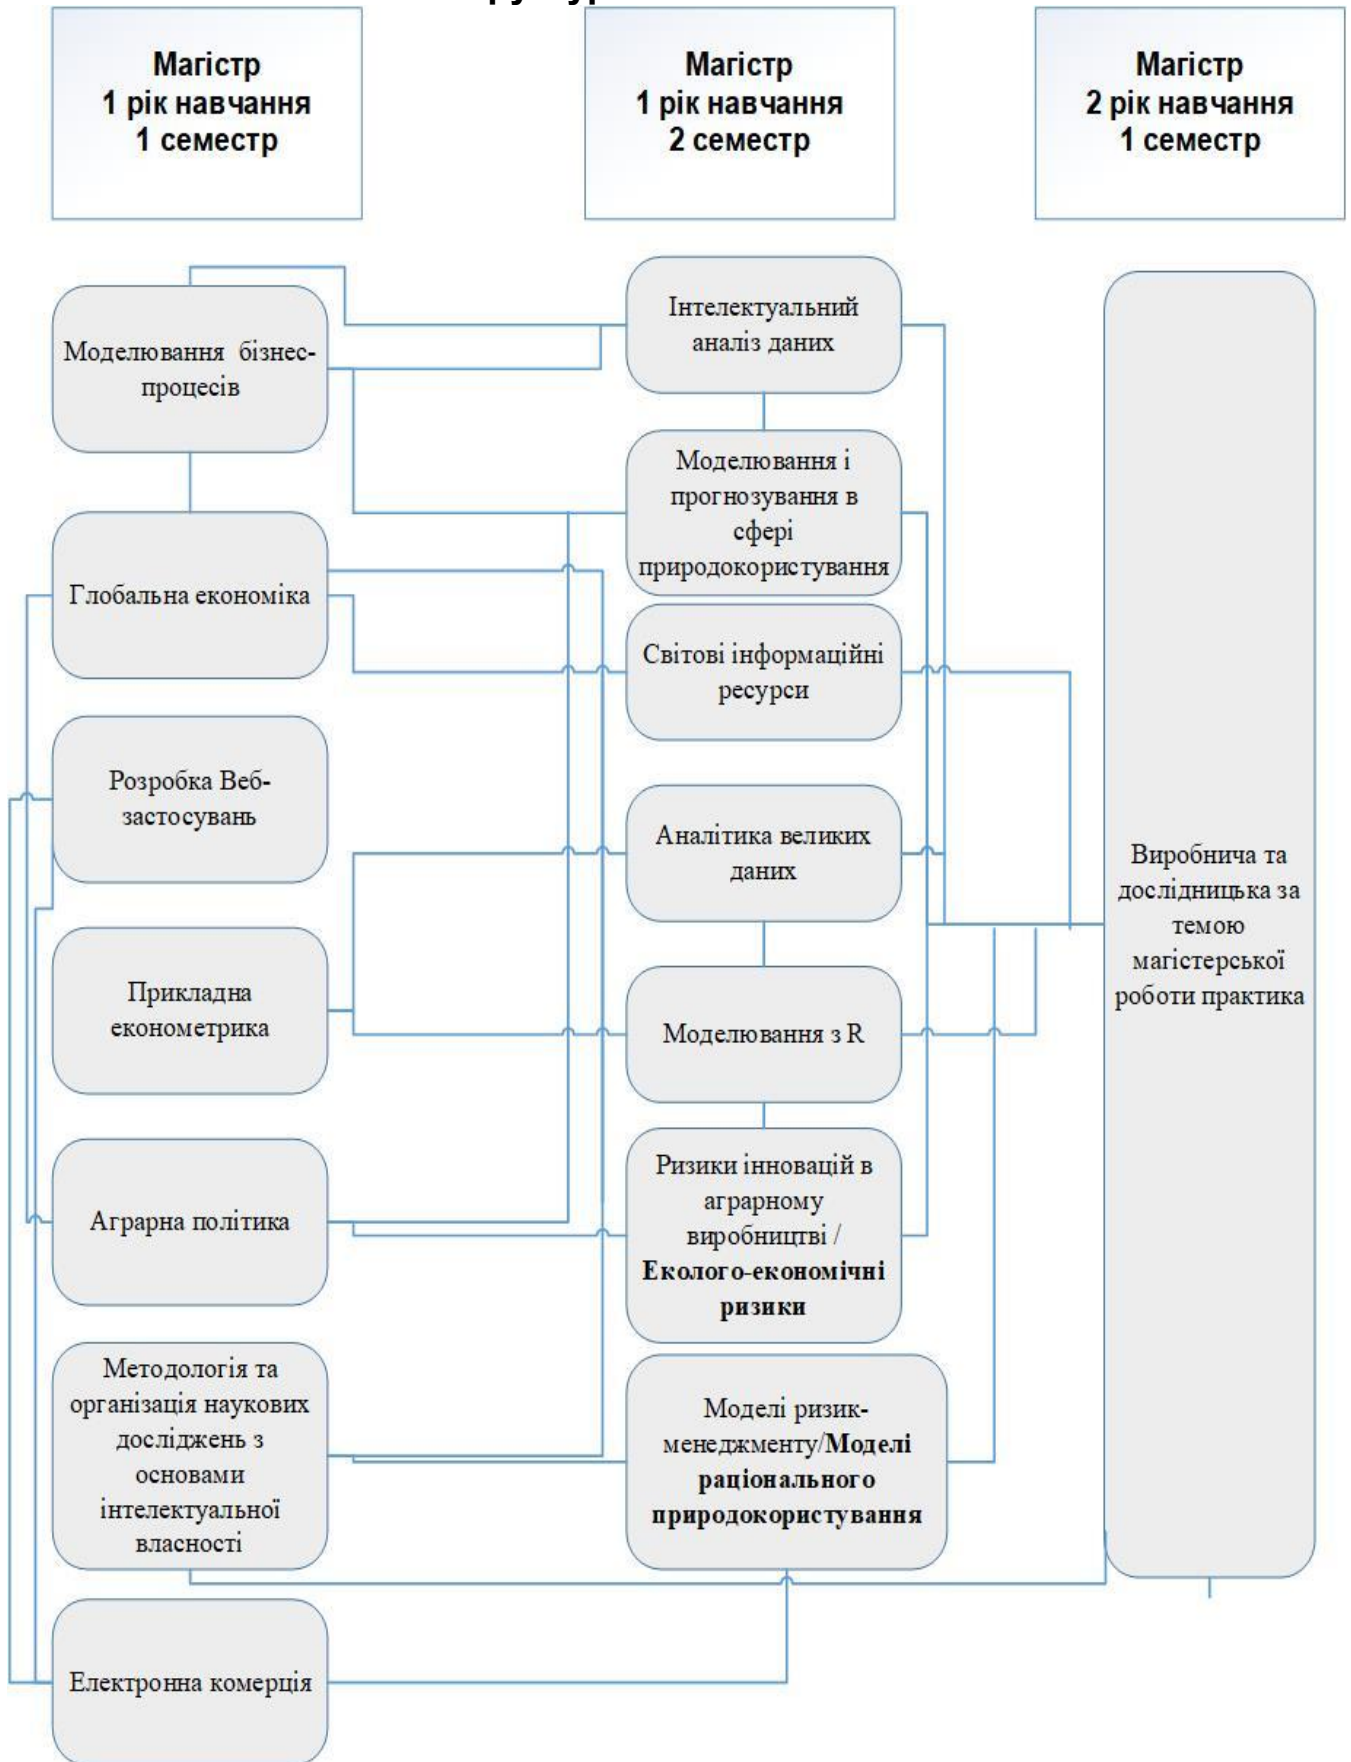 Магістр
1 рік навчання
1 семестр
Магістр
1 рік навчання
2 семестр
Магістр
2 рік навчання
1 семестр
Моделювання бізнес-
процесів
Глобальна економіка
Розробка Веб-
застосувань
Прикладна
економетрика
Аграрна політика
Методологія та
організація наукових
досліджень з
основами
інтелектуальної
власності
Електронна комерція
Інтелектуальний
аналіз даних
Моделювання і
прогнозування в
сфері
природокористування
Світові інформаційні
ресурси
Аналітика великих
даних
Моделювання з R
Ризики інновацій в
аграрному
виробництві /
Еколого-економічні
ризики
Моделі ризик-
менеджменту/Моделі
раціонального
природокористування
Виробнича та
дослідницька за
темою
магістерської
роботи практика